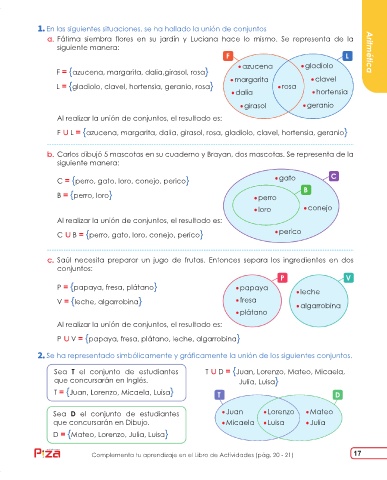 1. En las siguientes situaciones, se ha hallado la unión de conjuntos
a. Fátima siembra flores en su jardín y Luciana hace lo mismo. Se representa de la
siguiente manera:
F L
F = {azucena, margarita, dalia,girasol, rosa}
L = {gladiolo, clavel, hortensia, geranio, rosa}
• azucena • gladiolo
• margarita • clavel
• rosa
• dalia • hortensia
• girasol • geranio
Al realizar la unión de conjuntos, el resultado es:
F U L = {azucena, margarita, dalia, girasol, rosa, gladiolo, clavel, hortensia, geranio}
Aritmética
b. Carlos dibujó 5 mascotas en su cuaderno y Brayan, dos mascotas. Se representa de la
siguiente manera:
C = {perro, gato, loro, conejo, perico}
B = {perro, loro}
• gato C
B
• perro
• loro • conejo
• perico
Al realizar la unión de conjuntos, el resultado es:
C U B = {perro, gato, loro, conejo, perico}
c. Saúl necesita preparar un jugo de frutas. Entonces separa los ingredientes en dos
conjuntos:
P V
P = {papaya, fresa, plátano}
V = {leche, algarrobina}
• papaya • leche
• fresa • algarrobina
• plátano
Al realizar la unión de conjuntos, el resultado es:
P U V = {papaya, fresa, plátano, leche, algarrobina}
2. Se ha representado simbólicamente y gráficamente la unión de los siguientes conjuntos.
Sea T el conjunto de estudiantes
que concursarán en Inglés.
T = {Juan, Lorenzo, Micaela, Luisa}
T U D = {Juan, Lorenzo, Mateo, Micaela,
Julia, Luisa}
T D
Sea D el conjunto de estudiantes
que concursarán en Dibujo.
D = {Mateo, Lorenzo, Julia, Luisa}
• Juan • Lorenzo • Mateo
• Micaela • Luisa • Julia
Pizza
Complementa tu aprendizaje en el Libro de Actividades (pág. 20 - 21)
17